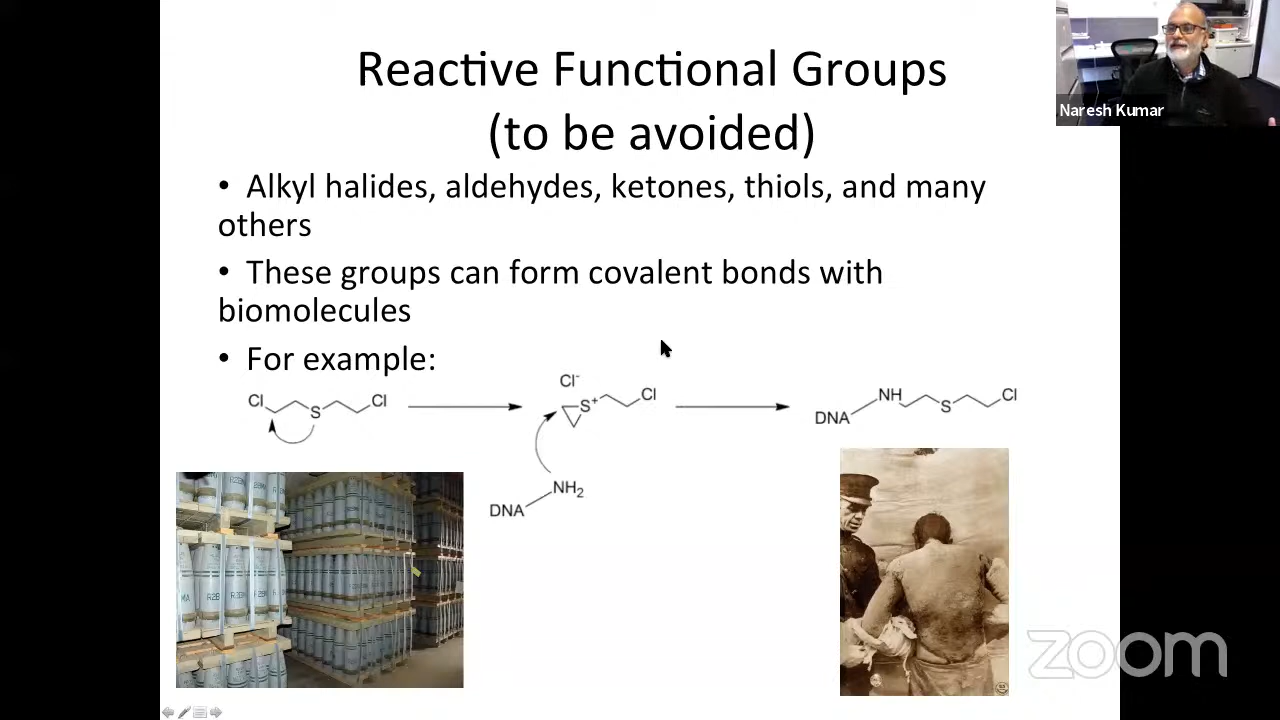 Reactive Functional Groups
(to be avoided)
Naresh Kumar
• Alkyl halides, aldehydes, ketones, thiols, and many
others
• These groups can form covalent bonds with
biomolecules
• For example:
Cl S Cl
Cl⁻
S⁺ Cl
DNA NH₂
DNA NH S Cl
zoom